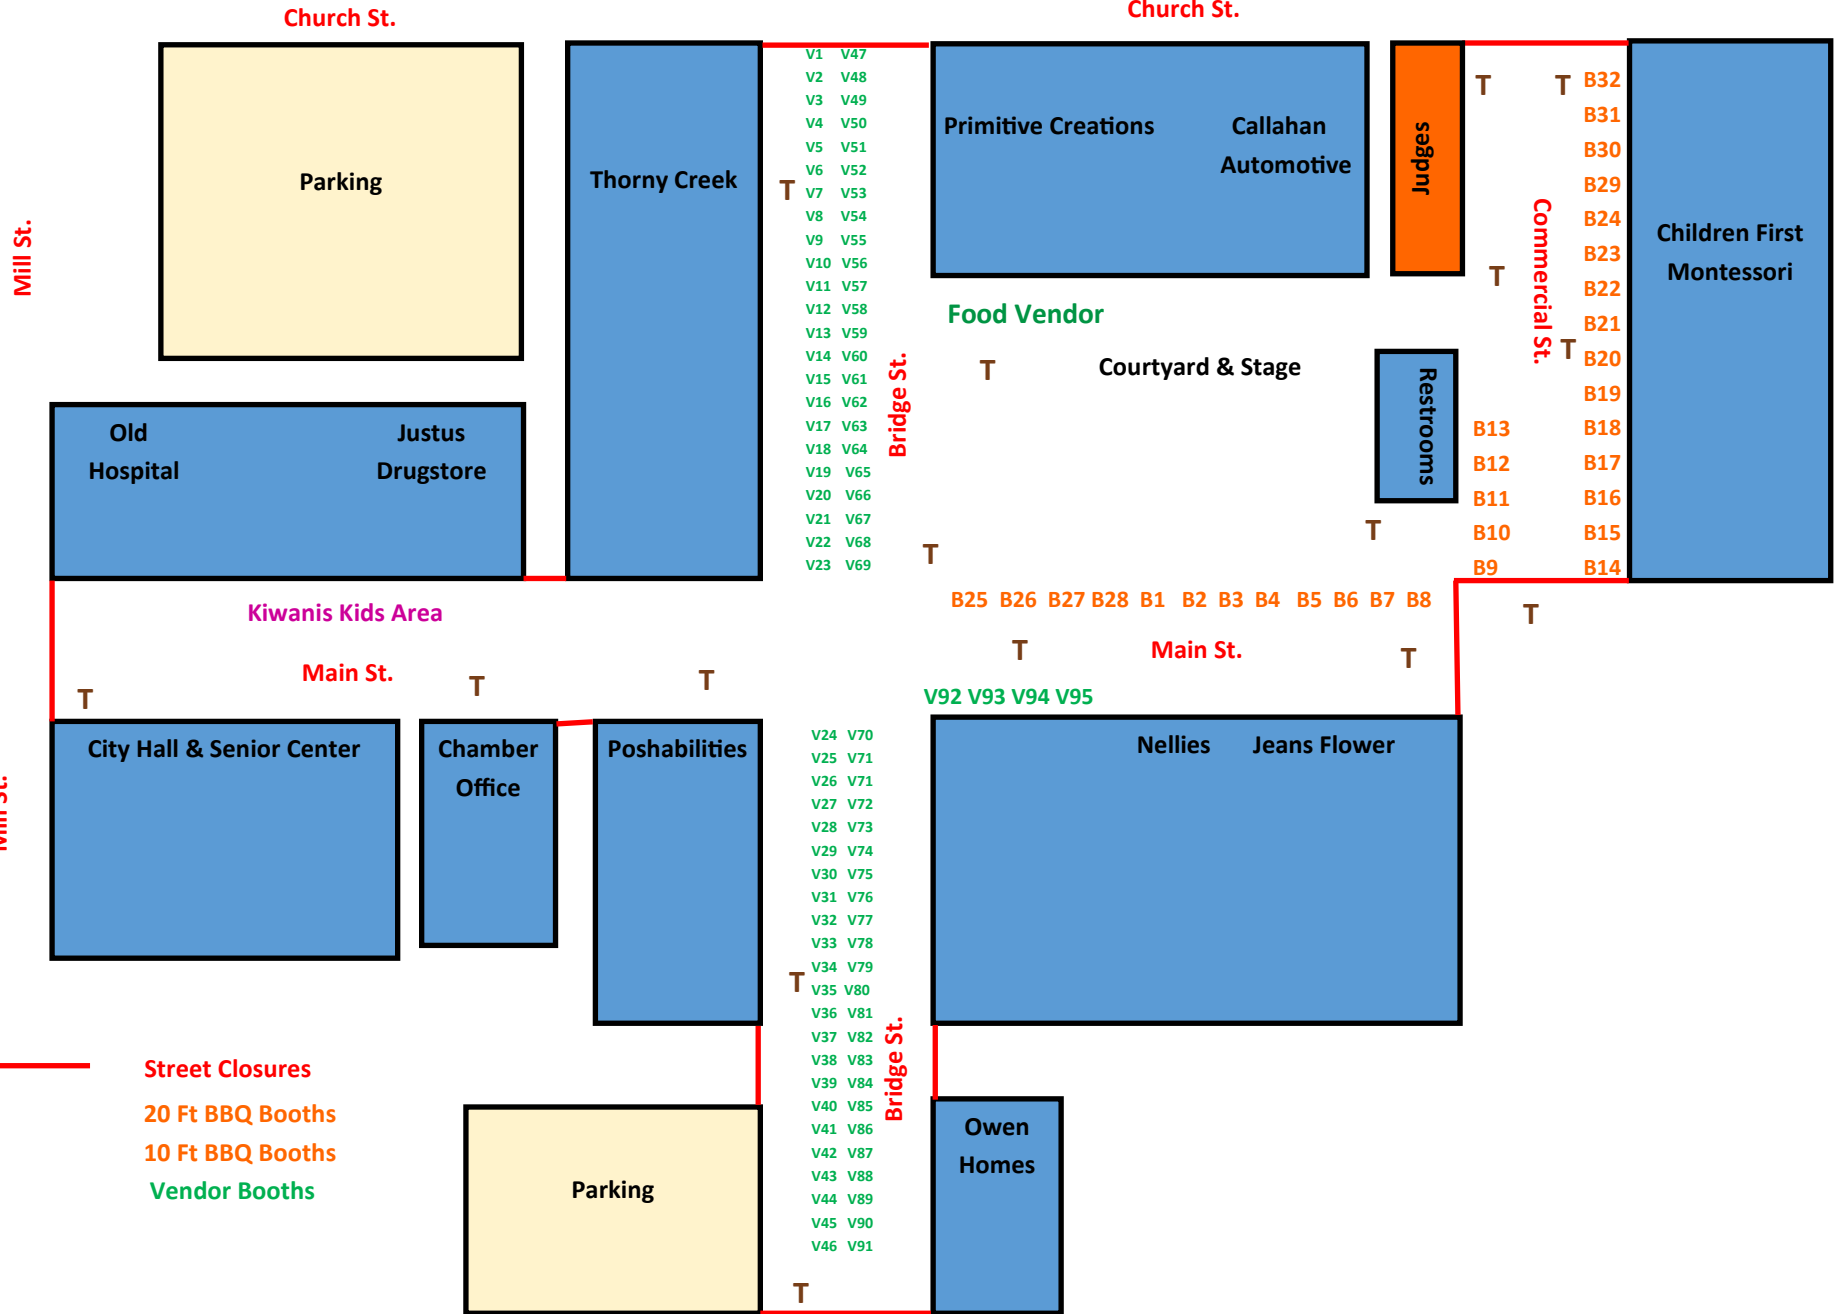 Church St.
Church St.
Parking
Mill St.
Thorny Creek
V1 V47
V2 V48
V3 V49
V4 V50
V5 V51
V6 V52
T
V7 V53
V8 V54
V9 V55
V10 V56
V11 V57
V12 V58
V13 V59
V14 V60
V15 V61
V16 V62
V17 V63
V18 V64
V19 V65
V20 V66
V21 V67
V22 V68
V23 V69
Bridge St.
Primitive Creations
Callahan
Automotive
Judges
T
T
B32
B31
B30
B29
B24
B23
B22
B21
B20
B19
B18
B17
B16
B15
B14
T
T
Commercial St.
Children First
Montessori
Food Vendor
T
Courtyard & Stage
Restrooms
B13
B12
B11
B10
B9
T
T
T
Old
Hospital
Justus
Drugstore
Kiwanis Kids Area
B25 B26 B27 B28 B1 B2 B3 B4 B5 B6 B7 B8
Main St.
T
T
T
T
Main St.
T
V92 V93 V94 V95
City Hall & Senior Center
Chamber
Office
Poshabilities
Mill St.
V24 V70
V25 V71
V26 V71
V27 V72
V28 V73
V29 V74
V30 V75
V31 V76
V32 V77
V33 V78
V34 V79
T
V35 V80
V36 V81
V37 V82
V38 V83
V39 V84
V40 V85
V41 V86
V42 V87
V43 V88
V44 V89
V45 V90
V46 V91
T
Bridge St.
Nellies
Jeans Flower
Street Closures
20 Ft BBQ Booths
10 Ft BBQ Booths
Vendor Booths
Parking
Owen
Homes